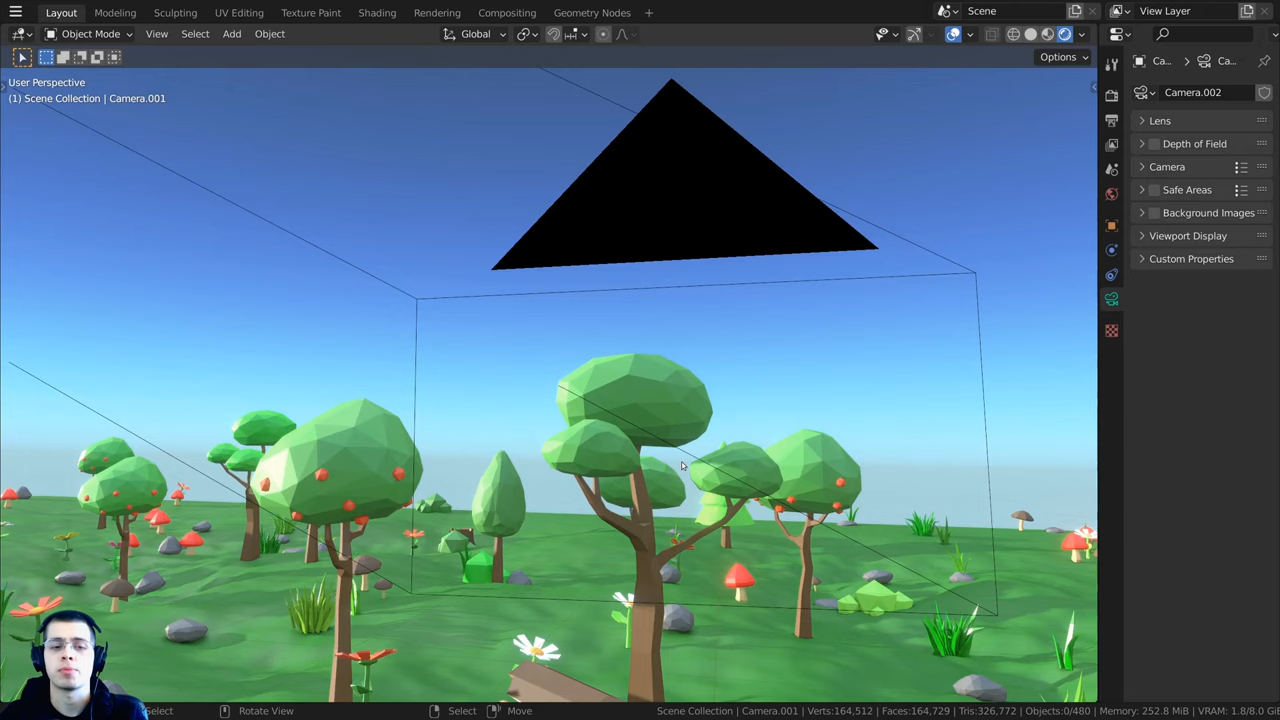 Layout Modeling Sculpting UV Editing Texture Paint Shading Rendering Compositing Geometry Nodes + Scene View Layer
Object Mode View Select Add Object Global
Options
User Perspective
(1) Scene Collection | Camera.001
Ca... Ca...
Camera.002
Lens
Depth of Field
Camera
Safe Areas
Background Images
Viewport Display
Custom Properties
Select Rotate View Select Move Scene Collection | Camera.001 | Verts:164,512 | Faces:164,729 | Tris:326,772 | Objects:0/480 | Memory: 252.8 MiB | VRAM: 1.8/8.0 Gi